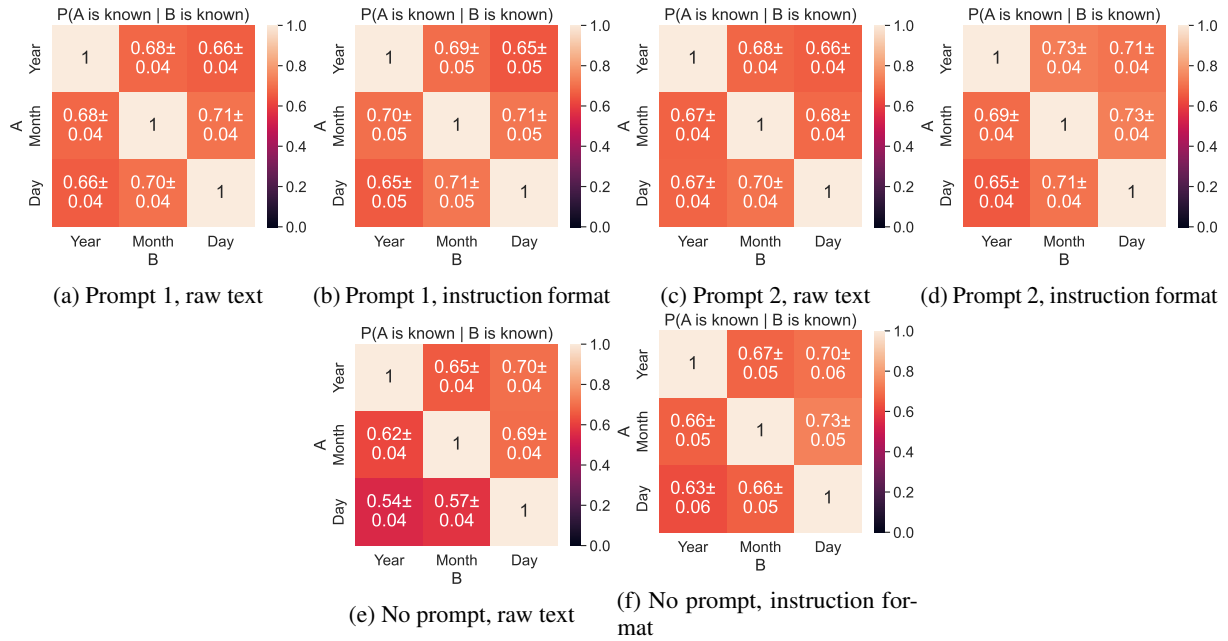 P(A is known | B is known)
1.0
0.8
0.6
0.4
0.2
0.0
A
Year
Month
Day
1
0.68±
0.04
0.66±
0.04
0.68±
0.04
1
0.71±
0.04
0.66±
0.04
0.70±
0.04
1
Year Month Day
B
(a) Prompt 1, raw text
P(A is known | B is known)
1.0
0.8
0.6
0.4
0.2
0.0
Year
Month
Day
1
0.69±
0.05
0.65±
0.05
0.70±
0.05
1
0.71±
0.05
0.65±
0.05
0.71±
0.05
1
A
Year Month Day
B
(b) Prompt 1, instruction format
P(A is known | B is known)
1.0
0.8
0.6
0.4
0.2
0.0
A
Year
Month
Day
1
0.68±
0.04
0.66±
0.04
0.67±
0.04
1
0.68±
0.04
0.67±
0.04
0.70±
0.04
1
Year Month Day
B
(c) Prompt 2, raw text
P(A is known | B is known)
1.0
0.8
0.6
0.4
0.2
0.0
A
Year
Month
Day
1
0.73±
0.04
0.71±
0.04
0.69±
0.04
1
0.73±
0.04
0.65±
0.04
0.71±
0.04
1
Year Month Day
B
(d) Prompt 2, instruction format
P(A is known | B is known)
1.0
0.8
0.6
0.4
0.2
0.0
A
Year
Month
Day
1
0.65±
0.04
0.70±
0.04
0.62±
0.04
1
0.69±
0.04
0.54±
0.04
0.57±
0.04
1
Year Month Day
B
(e) No prompt, raw text
P(A is known | B is known)
1.0
0.8
0.6
0.4
0.2
0.0
A
Year
Month
Day
1
0.67±
0.05
0.70±
0.06
0.66±
0.05
1
0.73±
0.05
0.63±
0.06
0.66±
0.05
1
Year Month Day
B
(f) No prompt, instruction for-
mat